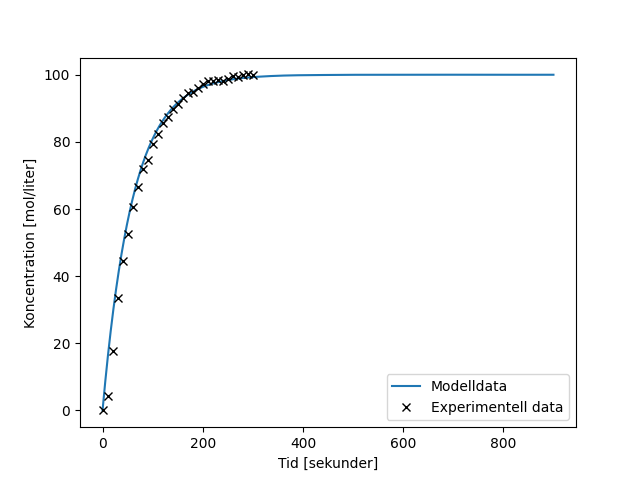 100
80
60
40
20
0
Koncentration [mol/liter]
0 200 400 600 800
Tid [sekunder]
Modelldata
Experimentell data